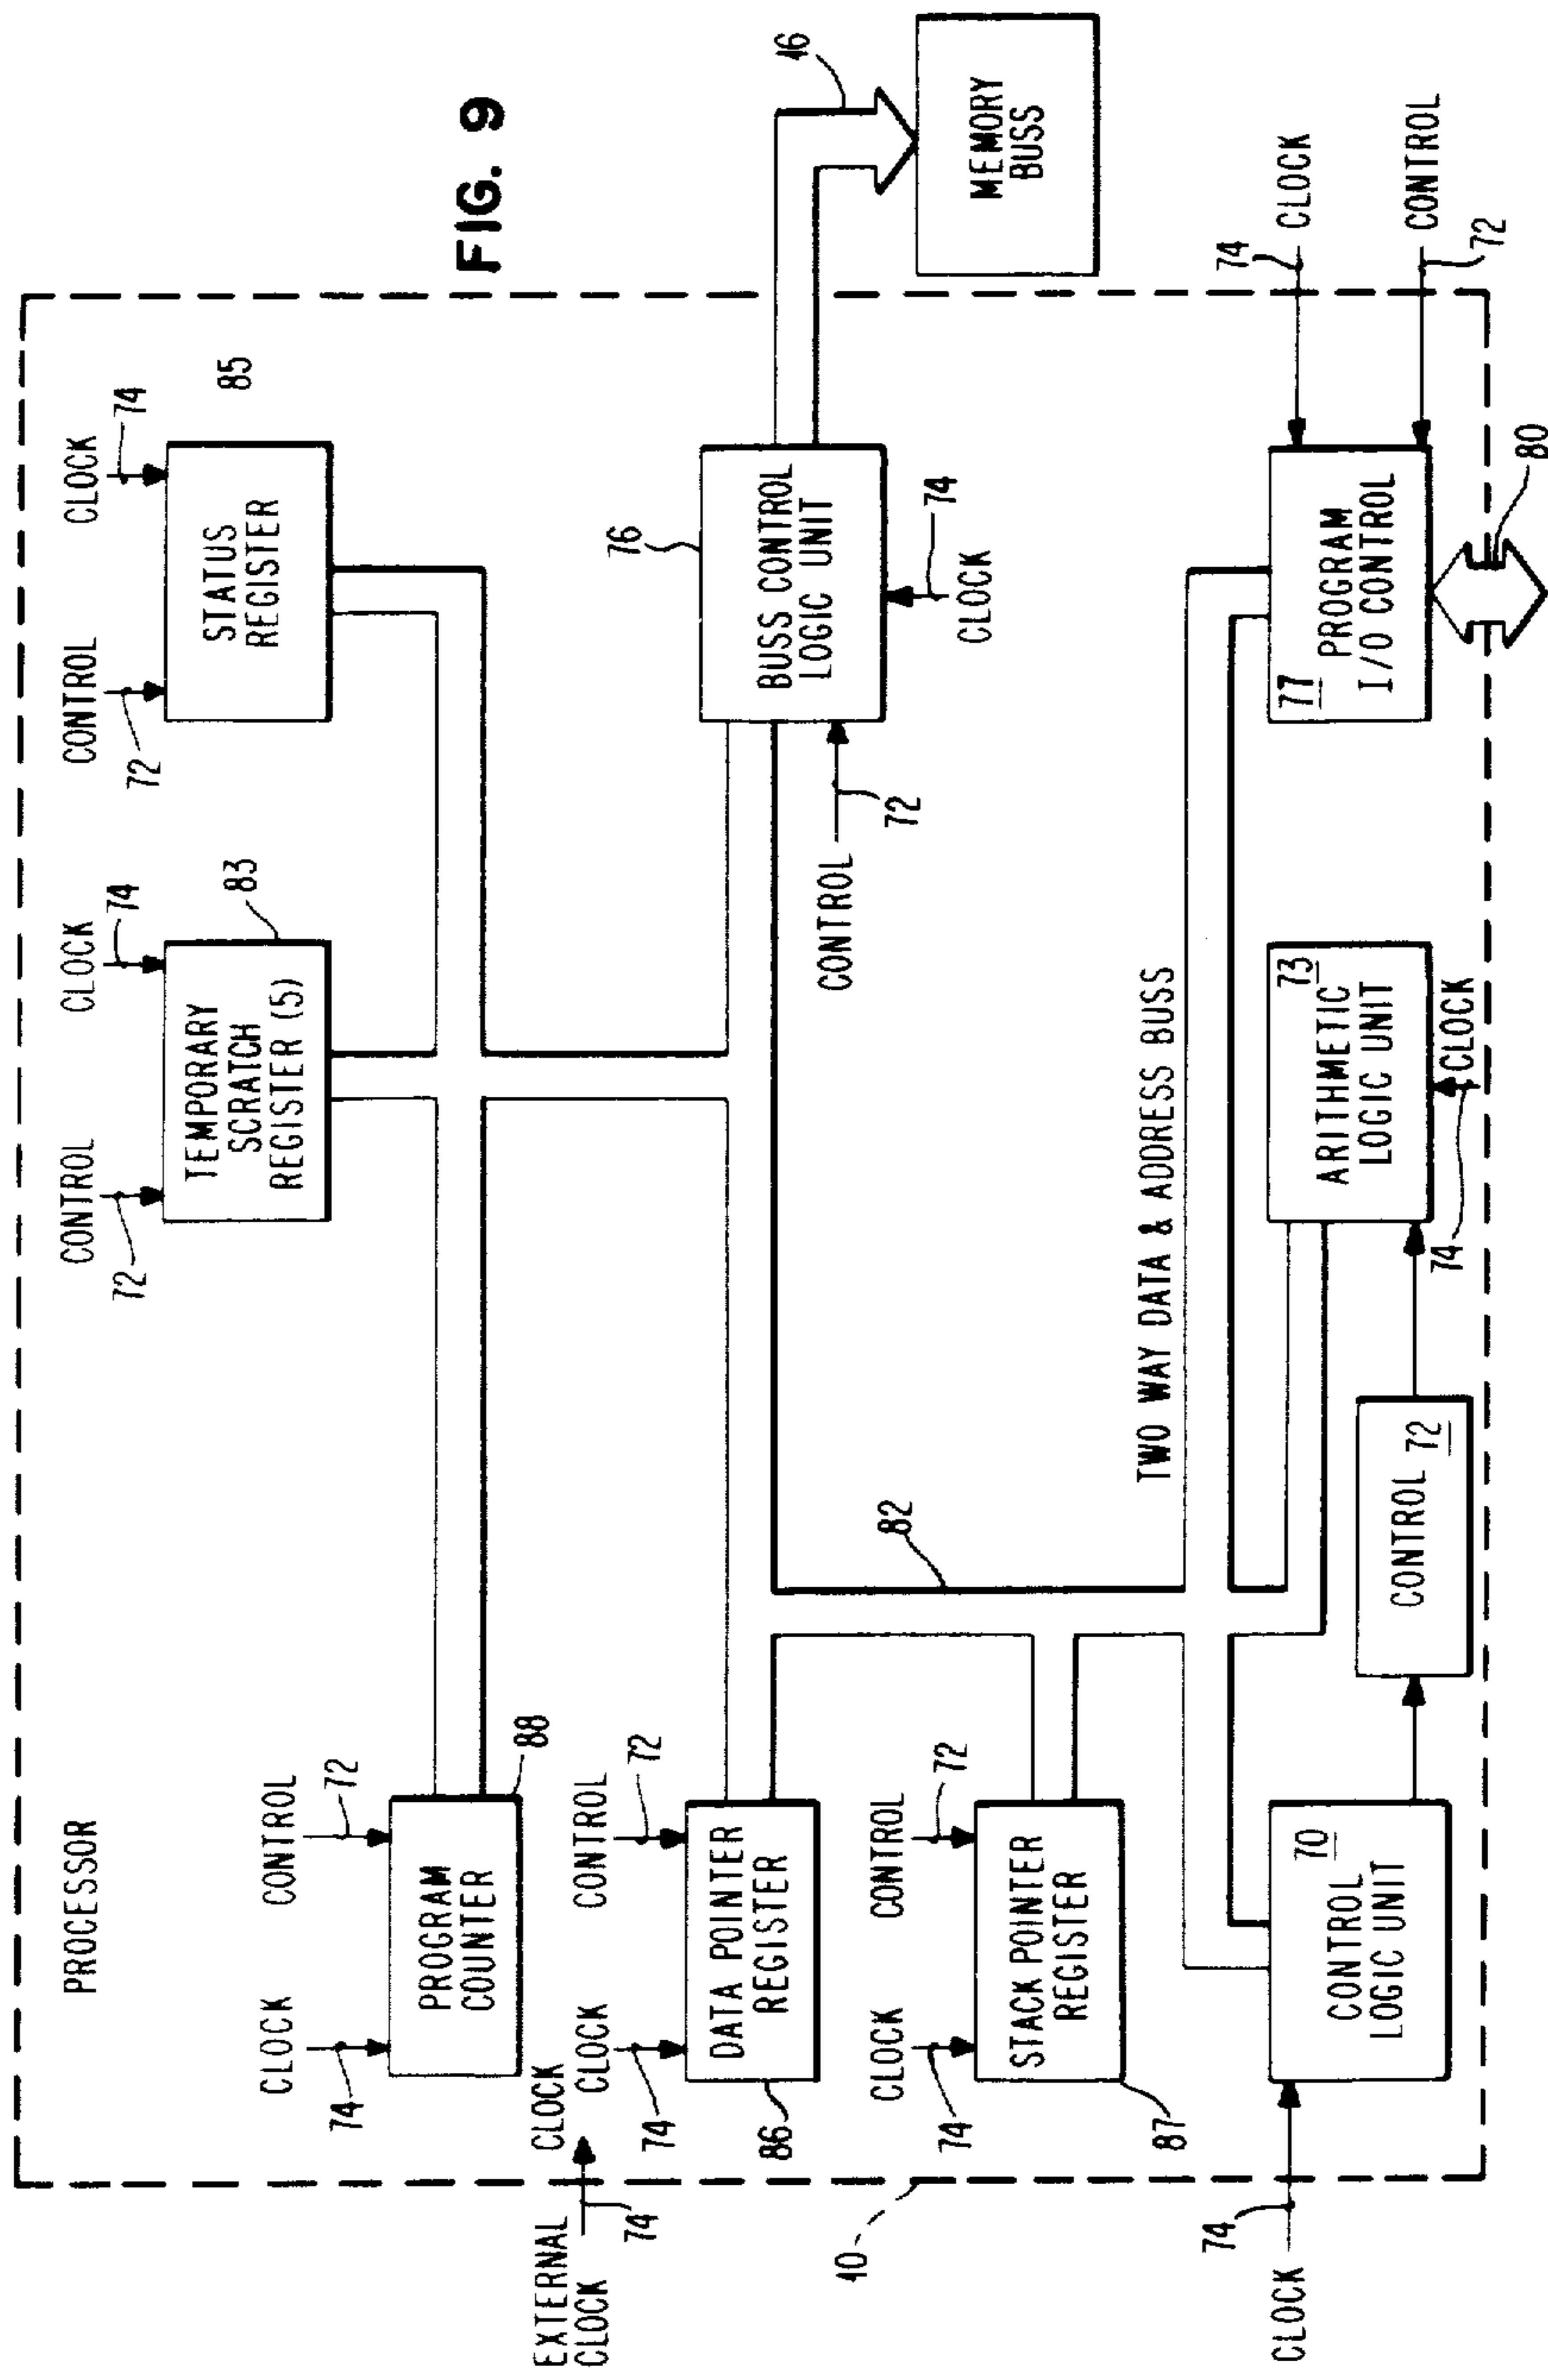 FIG. 9
PROCESSOR
CLOCK
CONTROL
74
72
PROGRAM
COUNTER
88
CONTROL
CLOCK
72
74
TEMPORARY
SCRATCH
REGISTER (5)
83
CONTROL
CLOCK
72
74
STATUS
REGISTER
85
EXTERNAL
CLOCK
74
CLOCK
CLOCK
CONTROL
74
72
DATA POINTER
REGISTER
86
76
BUSS CONTROL
LOGIC UNIT
CONTROL
72
74
CLOCK
46
MEMORY
BUSS
CLOCK
CONTROL
74
72
STACK POINTER
REGISTER
87
82
10
TWO WAY DATA & ADDRESS BUSS
CLOCK
74
70
CONTROL
LOGIC UNIT
CONTROL 72
73
ARITHMETIC
LOGIC UNIT
74
CLOCK
77
PROGRAM
I/O CONTROL
74
CLOCK
CONTROL
72
80